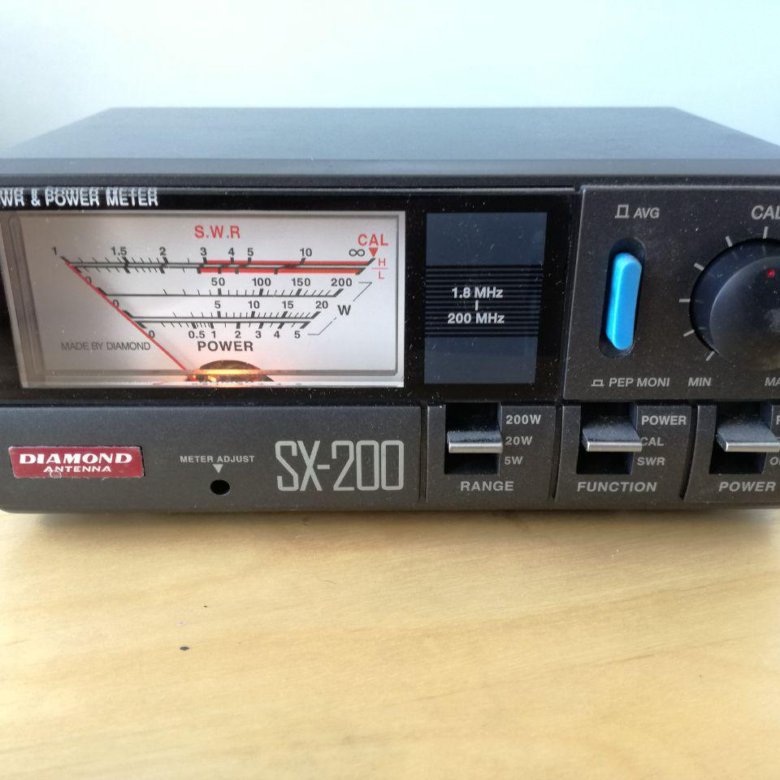 WR & POWER METER
S.W.R
CAL
1 1.5 2 3 4 5 10 ∞
H
L
50 100 150 200
5 10 15 20
W
0 0.5 1 2 3 4 5
POWER
MADE BY DIAMOND
1.8 MHz
200 MHz
AVG
PEP MONI
CAL
MIN
MA
DIAMOND
ANTENNA
METER ADJUST
SX-200
200W
20W
5W
RANGE
POWER
CAL
SWR
FUNCTION
POWER